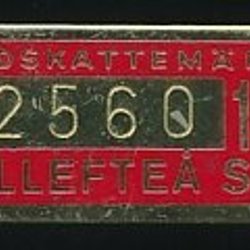 DSKATTEMÄ
2560 1
LLEFTEÅ S